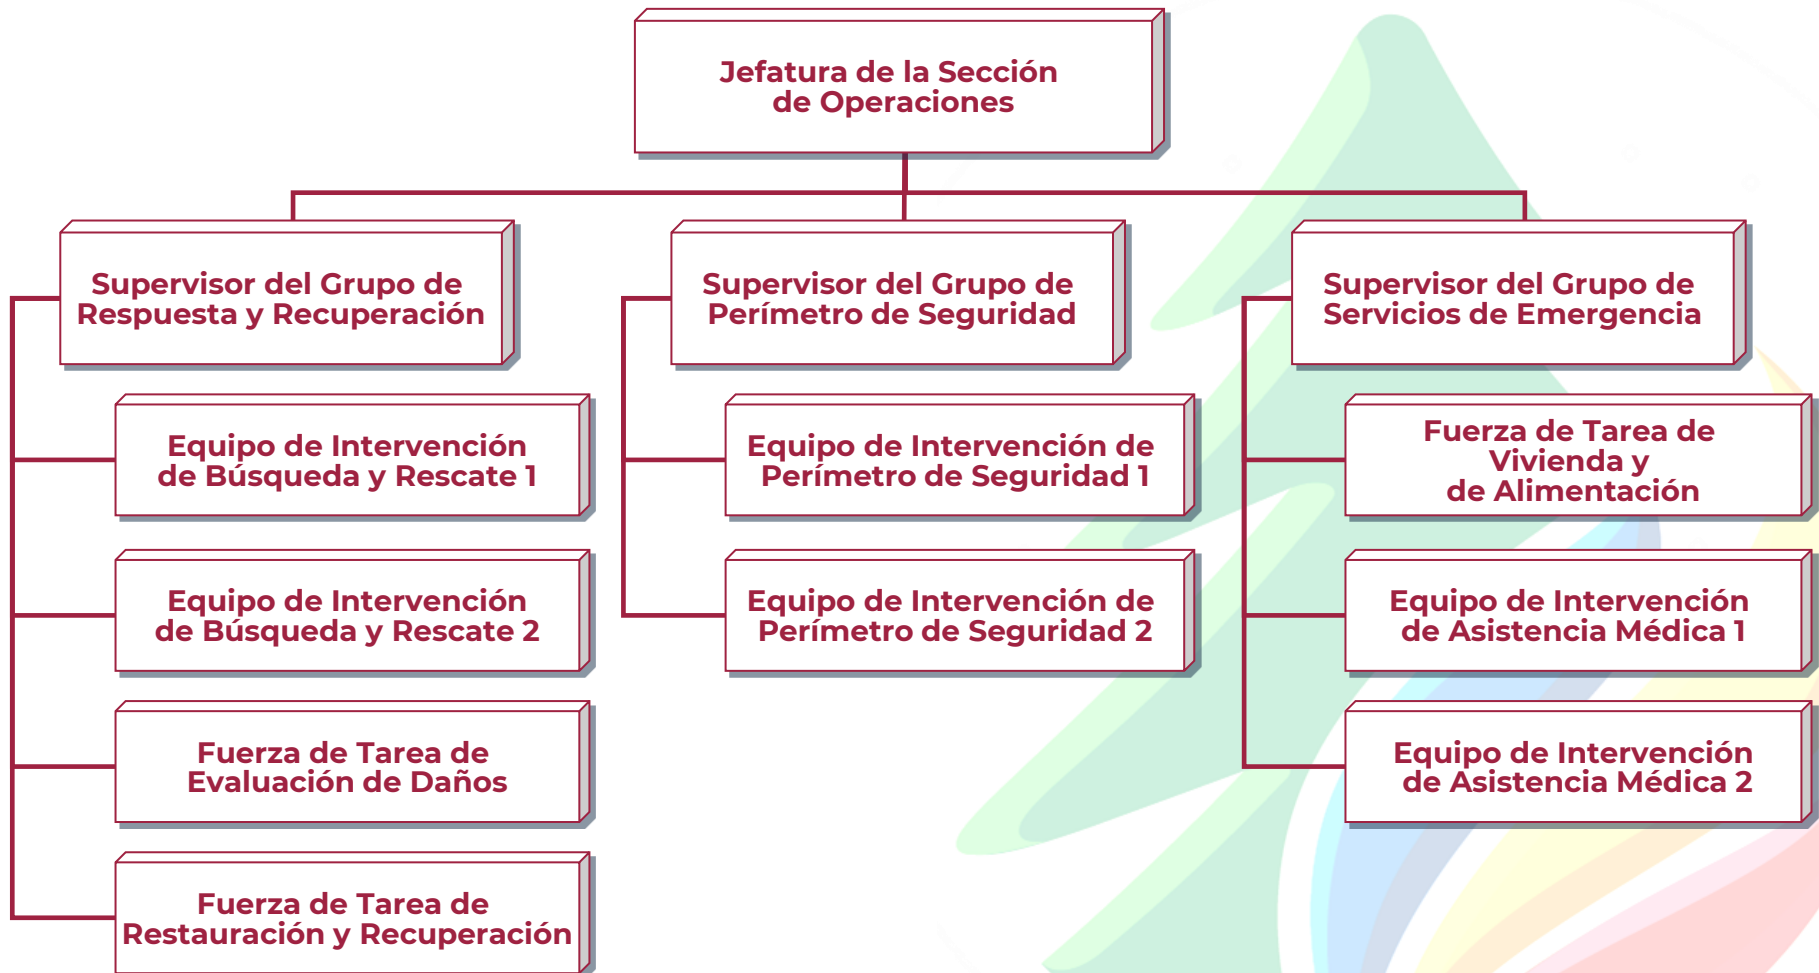 Jefatura de la Sección
de Operaciones
Supervisor del Grupo de
Respuesta y Recuperación
Equipo de Intervención
de Búsqueda y Rescate 1
Equipo de Intervención
de Búsqueda y Rescate 2
Fuerza de Tarea de
Evaluación de Daños
Fuerza de Tarea de
Restauración y Recuperación
Supervisor del Grupo de
Perímetro de Seguridad
Equipo de Intervención de
Perímetro de Seguridad 1
Equipo de Intervención de
Perímetro de Seguridad 2
Supervisor del Grupo de
Servicios de Emergencia
Fuerza de Tarea de
Vivienda y
de Alimentación
Equipo de Intervención
de Asistencia Médica 1
Equipo de Intervención
de Asistencia Médica 2